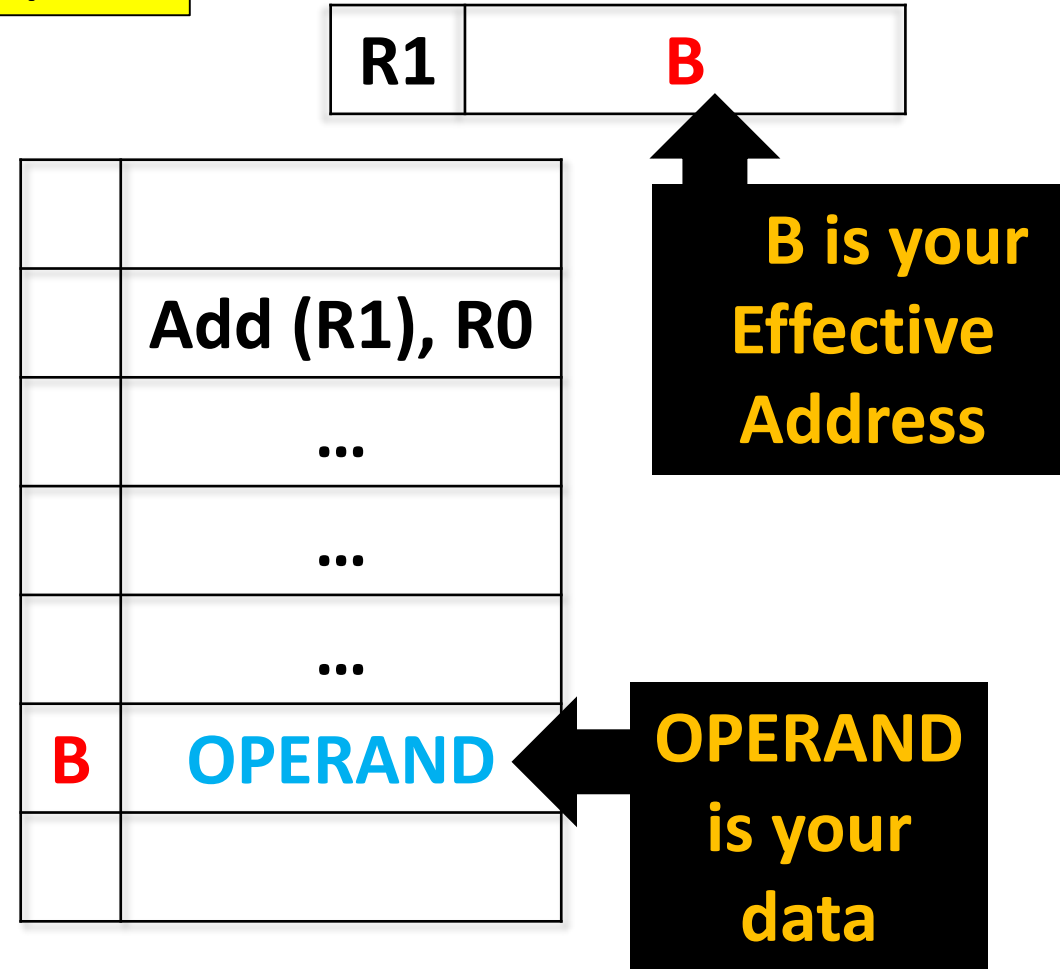 R1 B
B is your
Effective
Address
Add (R1), R0
...
...
...
B OPERAND
OPERAND
is your
data